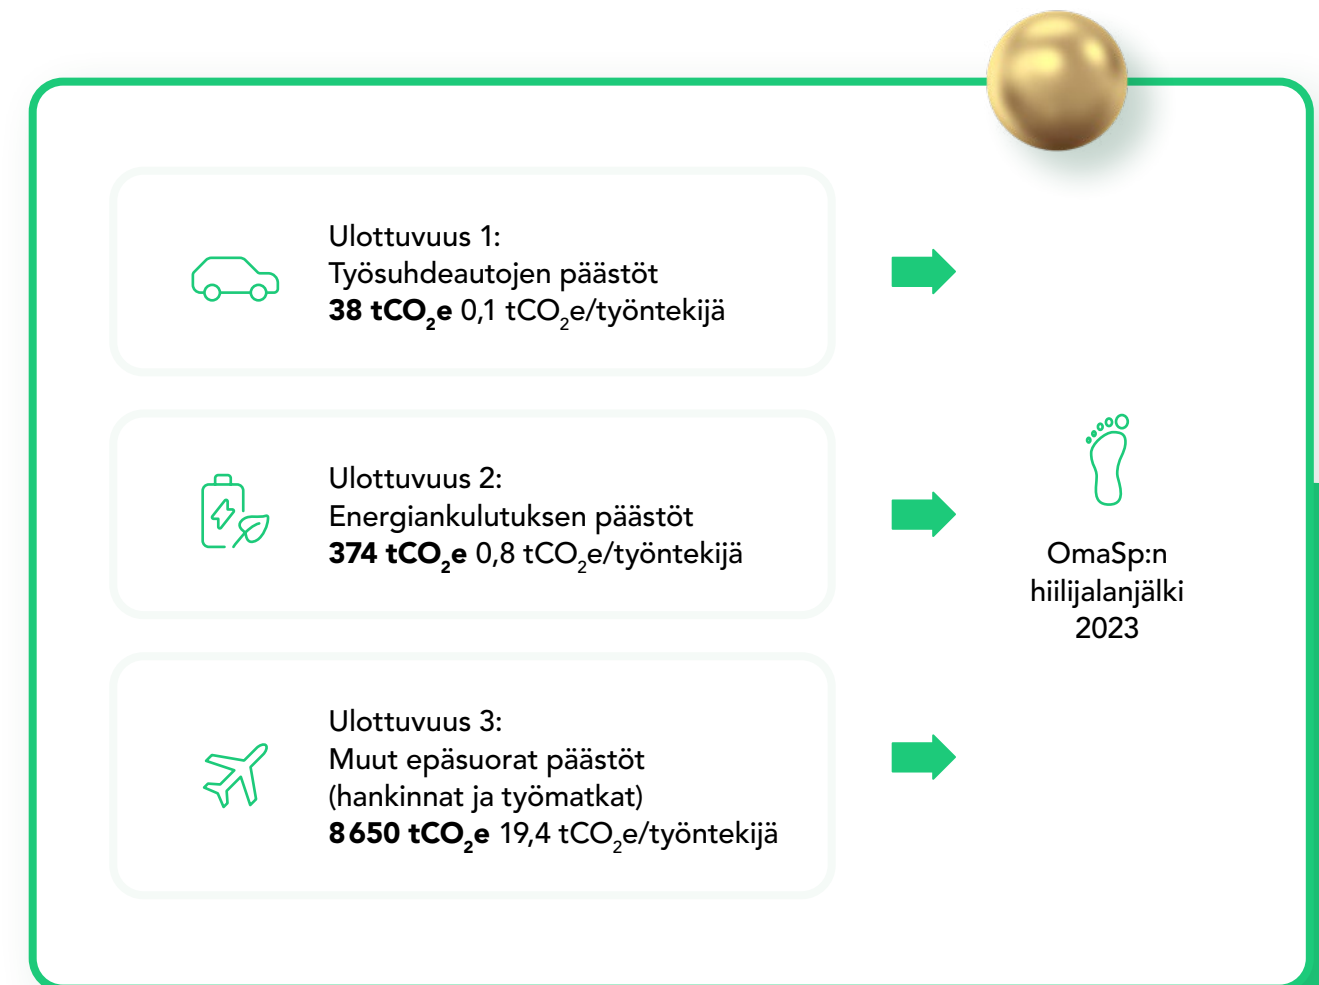 Ulottuvuus 1:
Työsuhdeautojen päästöt
38 tCO₂e 0,1 tCO₂e/työntekijä
Ulottuvuus 2:
Energiankulutuksen päästöt
374 tCO₂e 0,8 tCO₂e/työntekijä
Ulottuvuus 3:
Muut epäsuorat päästöt
(hankinnat ja työmatkat)
8 650 tCO₂e 19,4 tCO₂e/työntekijä
OmaSp:n
hiilijalanjälki
2023